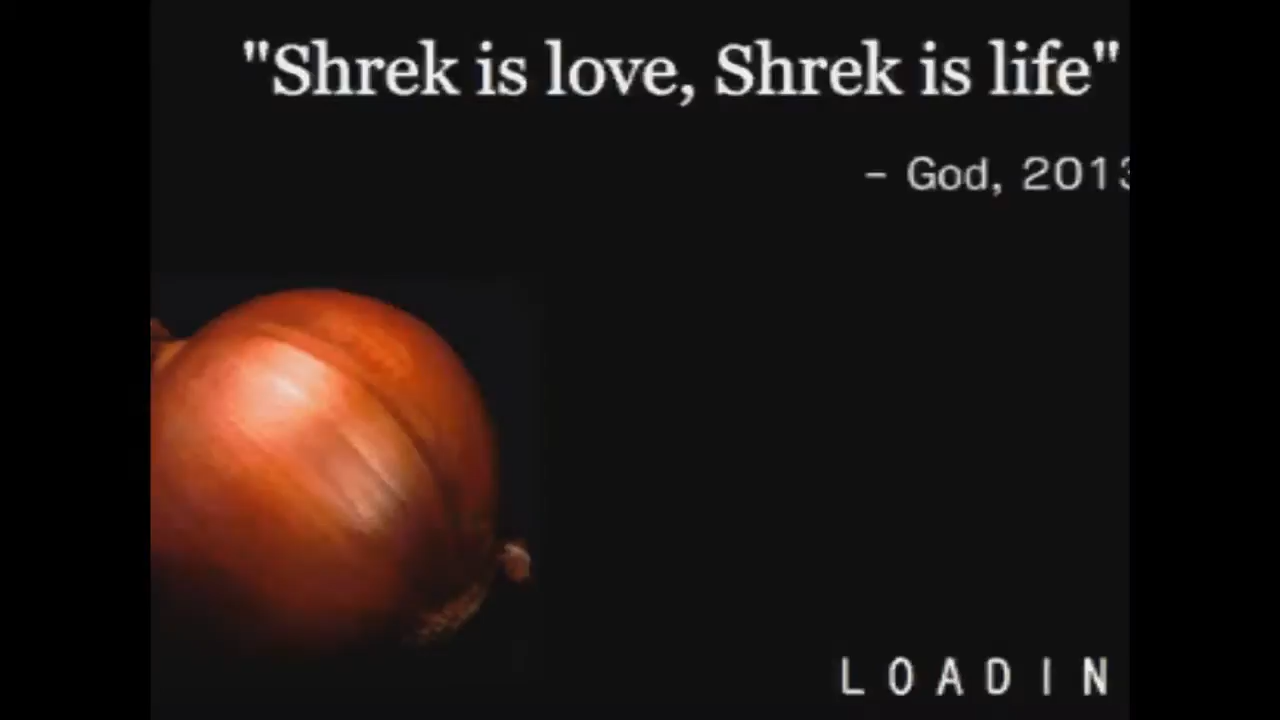 "Shrek is love, Shrek is life"
– God, 2013
LOADIN